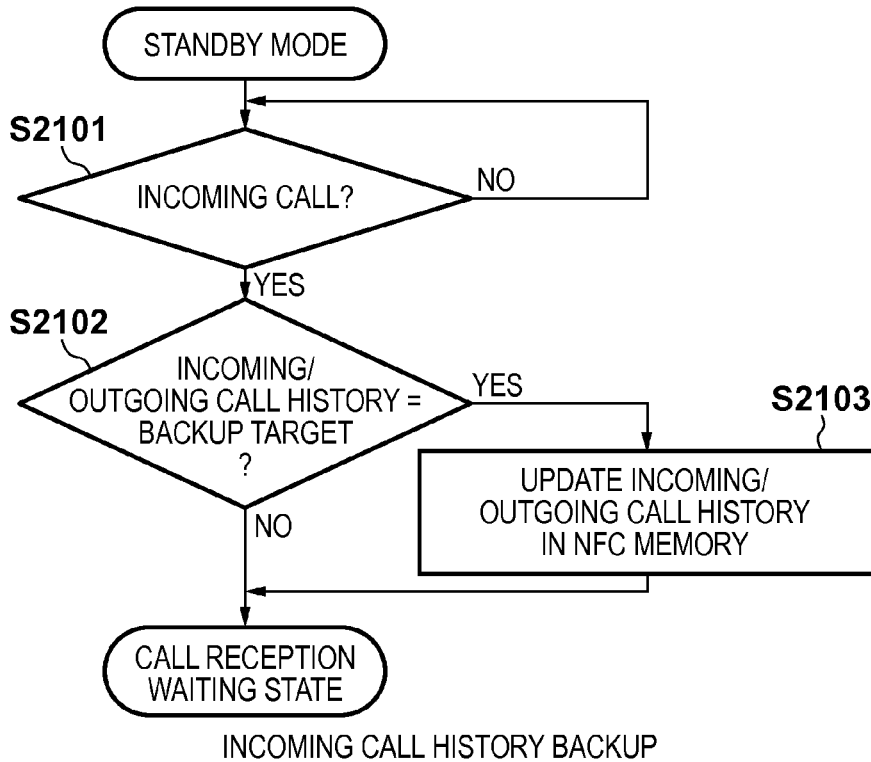 STANDBY MODE
S2101
INCOMING CALL?
NO
YES
S2102
INCOMING/
OUTGOING CALL HISTORY =
BACKUP TARGET
?
YES
S2103
UPDATE INCOMING/
OUTGOING CALL HISTORY
IN NFC MEMORY
NO
CALL RECEPTION
WAITING STATE
INCOMING CALL HISTORY BACKUP